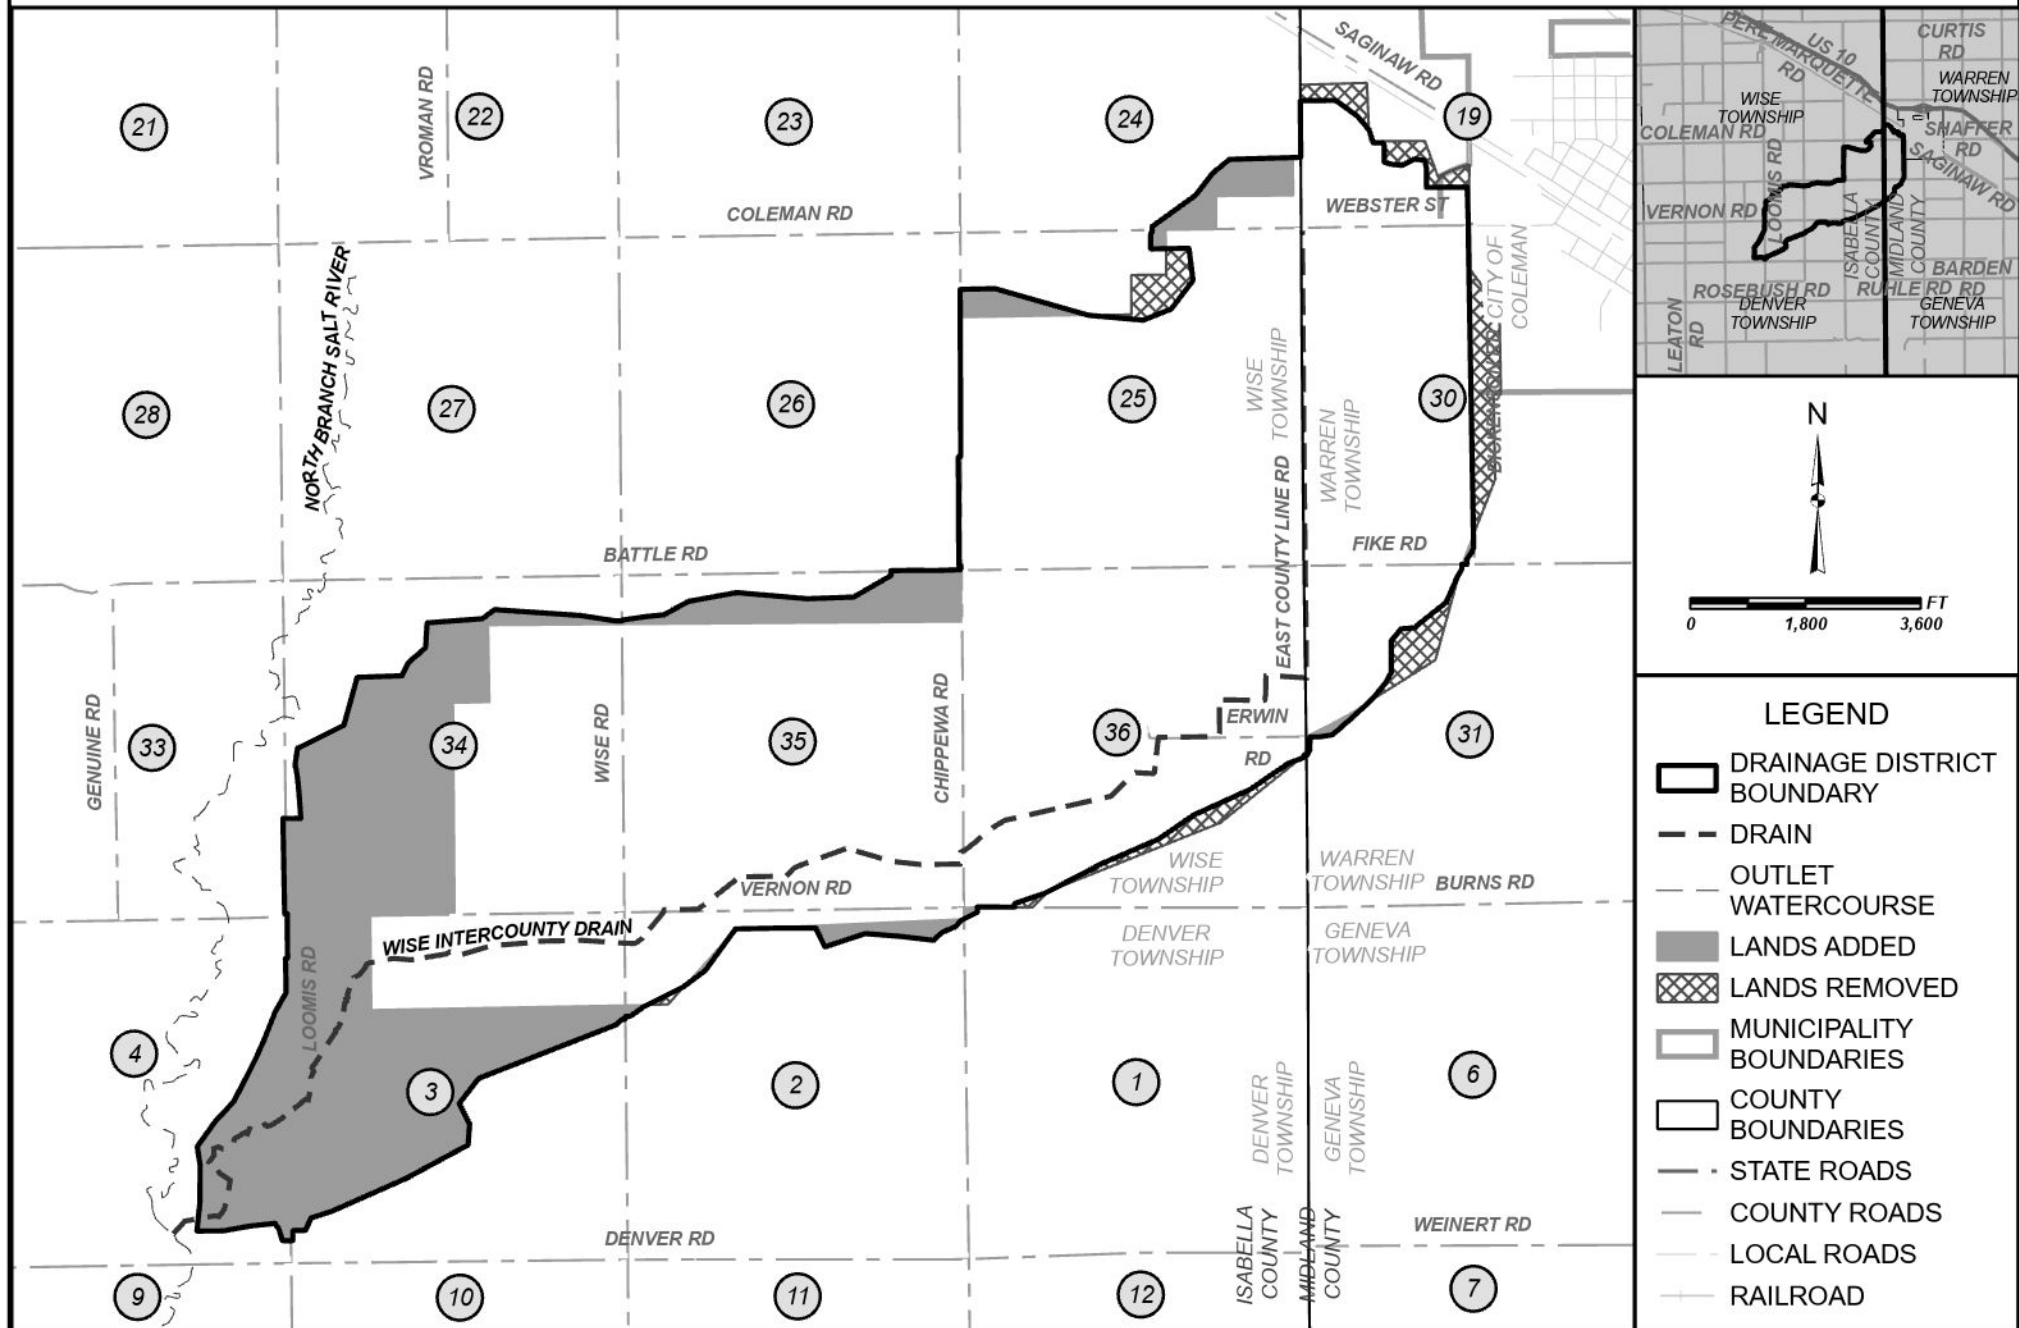 21
22
23
24
19
VROMAN RD
SAGINAW RD
COLEMAN RD
WEBSTER ST
CITY OF
COLEMAN
NORTH BRANCH SALT RIVER
28
27
26
25
30
WISE
TOWNSHIP
WARREN
TOWNSHIP
EAST COUNTY LINE RD
BATTLE RD
FIKE RD
GENUINE RD
33
34
WISE RD
35
CHIPPEWA RD
36
ERWIN
RD
31
VERNON RD
WISE
TOWNSHIP
WARREN
TOWNSHIP
BURNS RD
WISE INTERCOUNTY DRAIN
DENVER
TOWNSHIP
GENEVA
TOWNSHIP
LOOMIS RD
4
3
2
1
6
DENVER
TOWNSHIP
GENEVA
TOWNSHIP
DENVER RD
ISABELLA
COUNTY
MIDLAND
COUNTY
WEINERT RD
9
10
11
12
7
PERE MARQUETTE
RD
US 10
CURTIS
RD
WARREN
TOWNSHIP
WISE
TOWNSHIP
COLEMAN RD
SHAFFER
RD
SAGINAW RD
LOOMIS RD
VERNON RD
ISABELLA
COUNTY
MIDLAND
COUNTY
BARDEN
RD
ROSEBUSH RD
RUHLE RD
DENVER
TOWNSHIP
GENEVA
TOWNSHIP
LEATON
RD
N
FT
0 1,800 3,600
LEGEND
DRAINAGE DISTRICT
BOUNDARY
DRAIN
OUTLET
WATERCOURSE
LANDS ADDED
LANDS REMOVED
MUNICIPALITY
BOUNDARIES
COUNTY
BOUNDARIES
STATE ROADS
COUNTY ROADS
LOCAL ROADS
RAILROAD